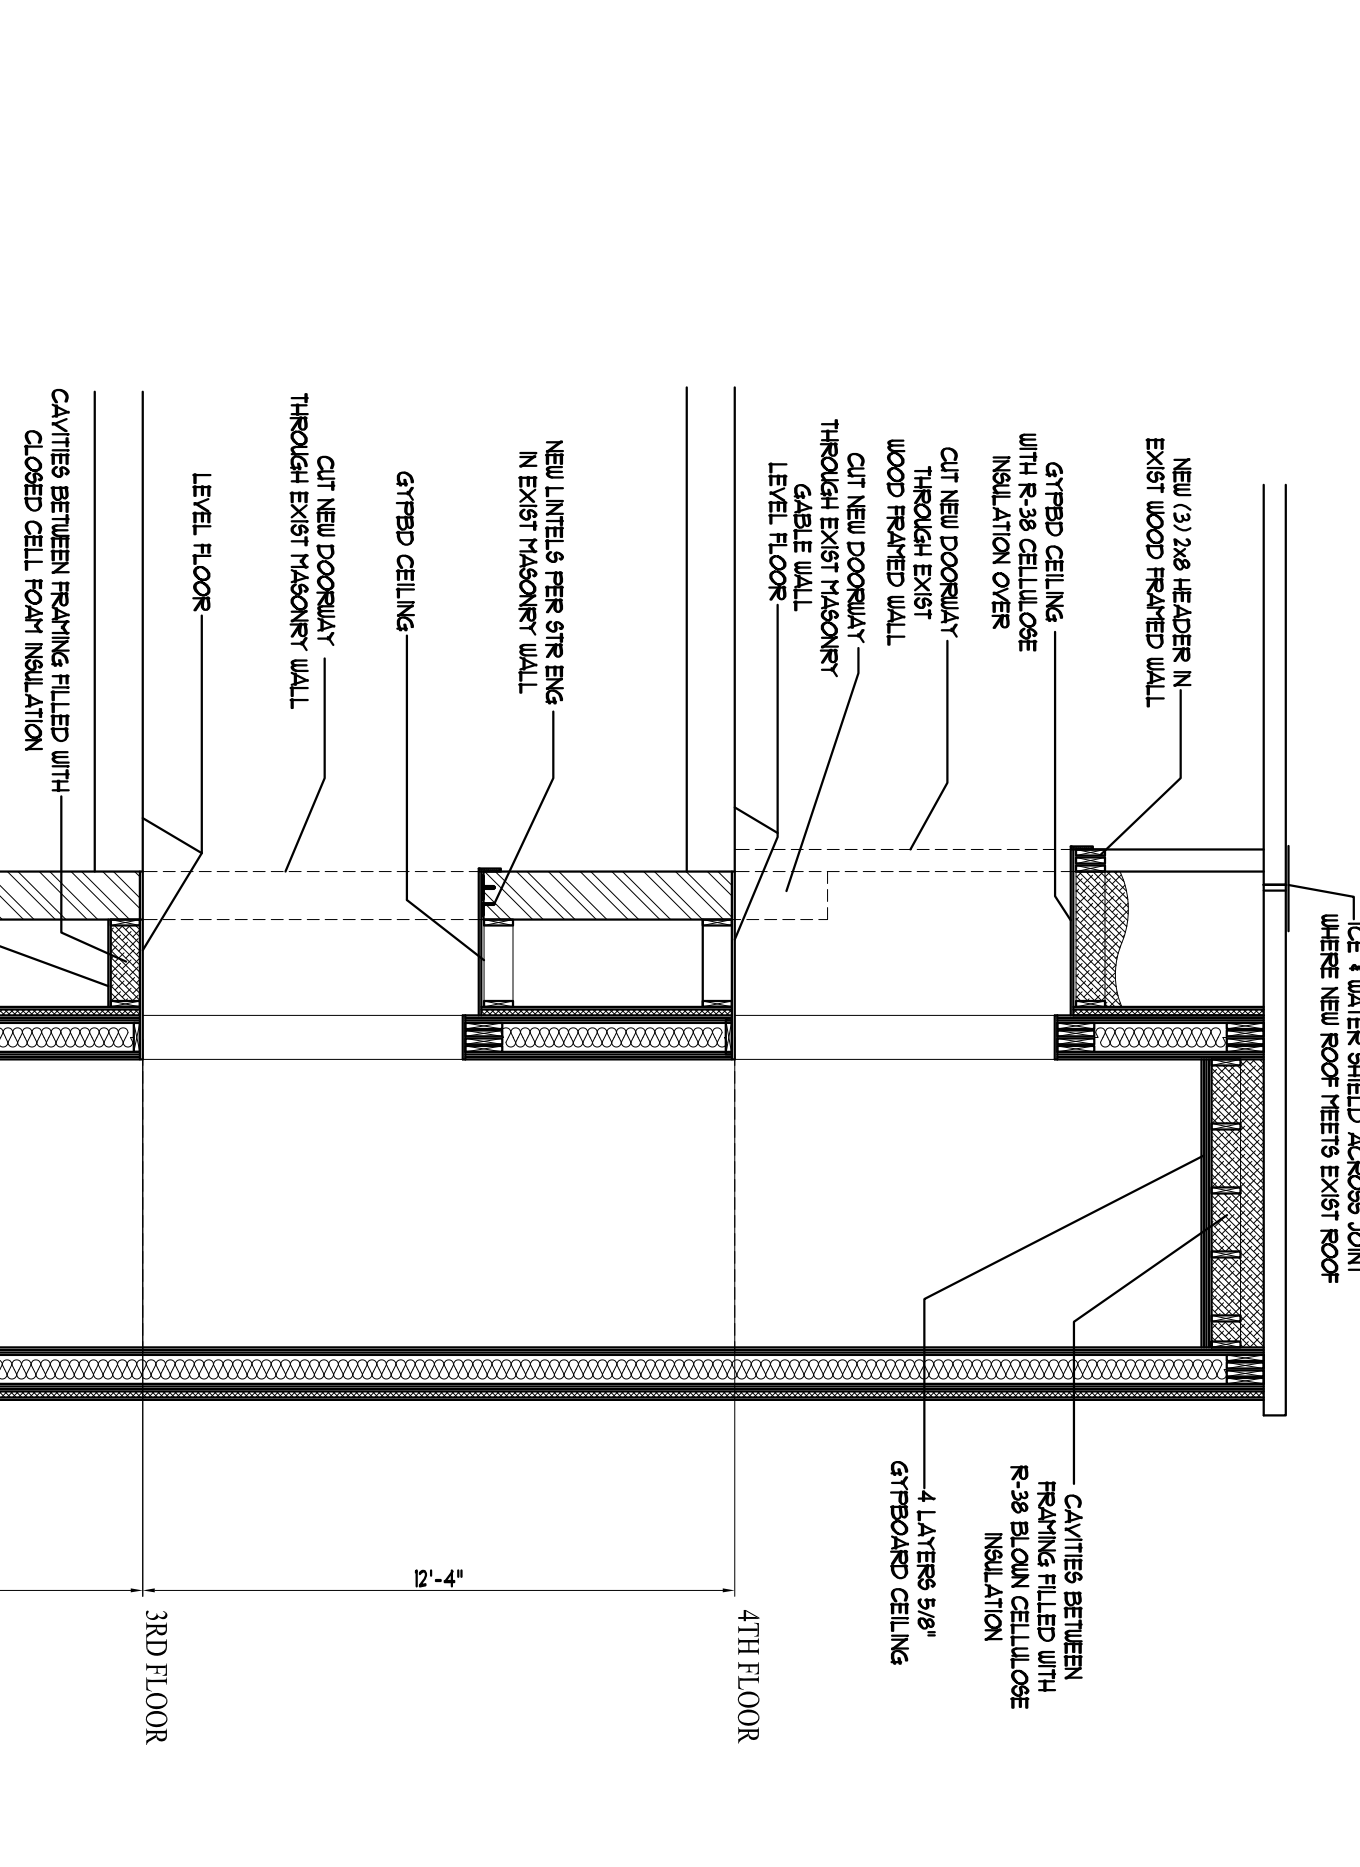 ICE & WATER SHIELD ACROSS JOINT
WHERE NEW ROOF MEETS EXIST ROOF
NEW (3) 2x8 HEADER IN
EXIST WOOD FRAMED WALL
GYPBD CEILING
WITH R-38 CELLULOSE
INSULATION OVER
CUT NEW DOORWAY
THROUGH EXIST
WOOD FRAMED WALL
CUT NEW DOORWAY
THROUGH EXIST MASONRY
GABLE WALL
LEVEL FLOOR
NEW LINTELS PER STR ENG
IN EXIST MASONRY WALL
GYPBD CEILING
CUT NEW DOORWAY
THROUGH EXIST MASONRY WALL
LEVEL FLOOR
CAVITIES BETWEEN FRAMING FILLED WITH
CLOSED CELL FOAM INSULATION
CAVITIES BETWEEN
FRAMING FILLED WITH
R-38 BLOWN CELLULOSE
INSULATION
4 LAYERS 5/8"
GYPBOARD CEILING
4TH FLOOR
12'-4"
3RD FLOOR